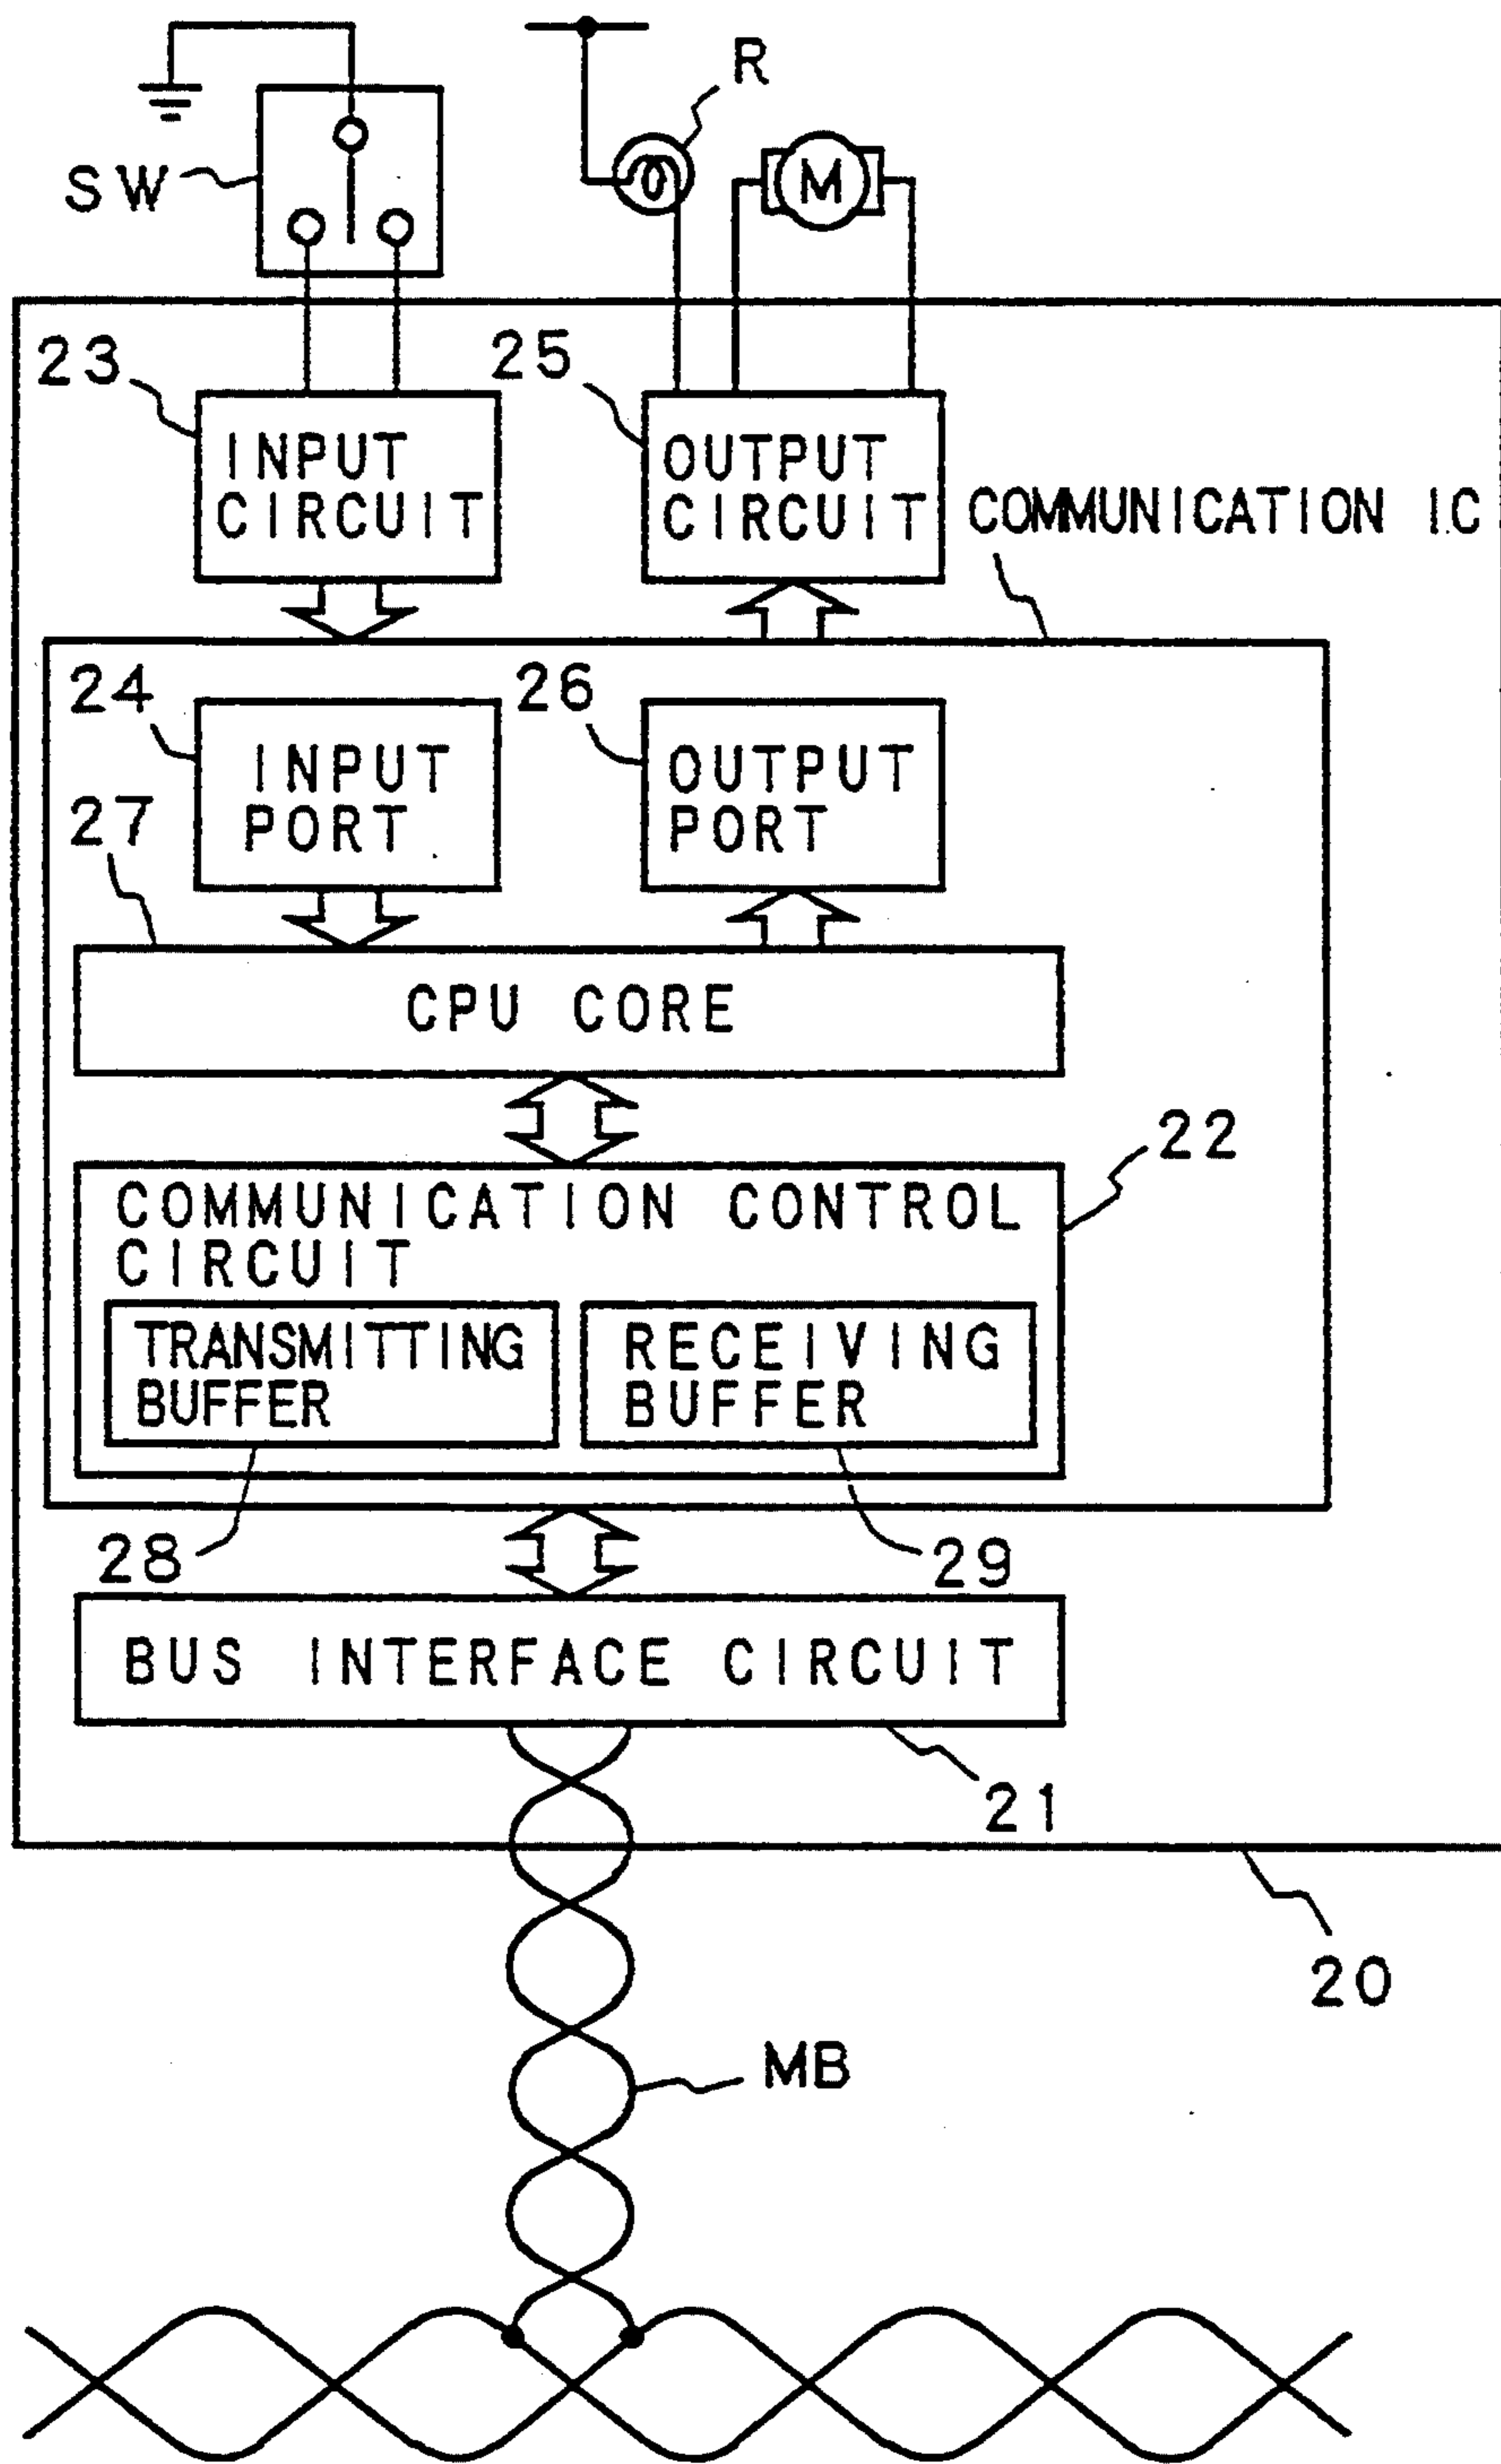 R
SW
M
23
25
INPUT
CIRCUIT
OUTPUT
CIRCUIT
COMMUNICATION I.C.
24
26
INPUT
PORT
OUTPUT
PORT
27
CPU CORE
22
COMMUNICATION CONTROL
CIRCUIT
TRANSMITTING
BUFFER
RECEIVING
BUFFER
28
29
BUS INTERFACE CIRCUIT
21
20
MB